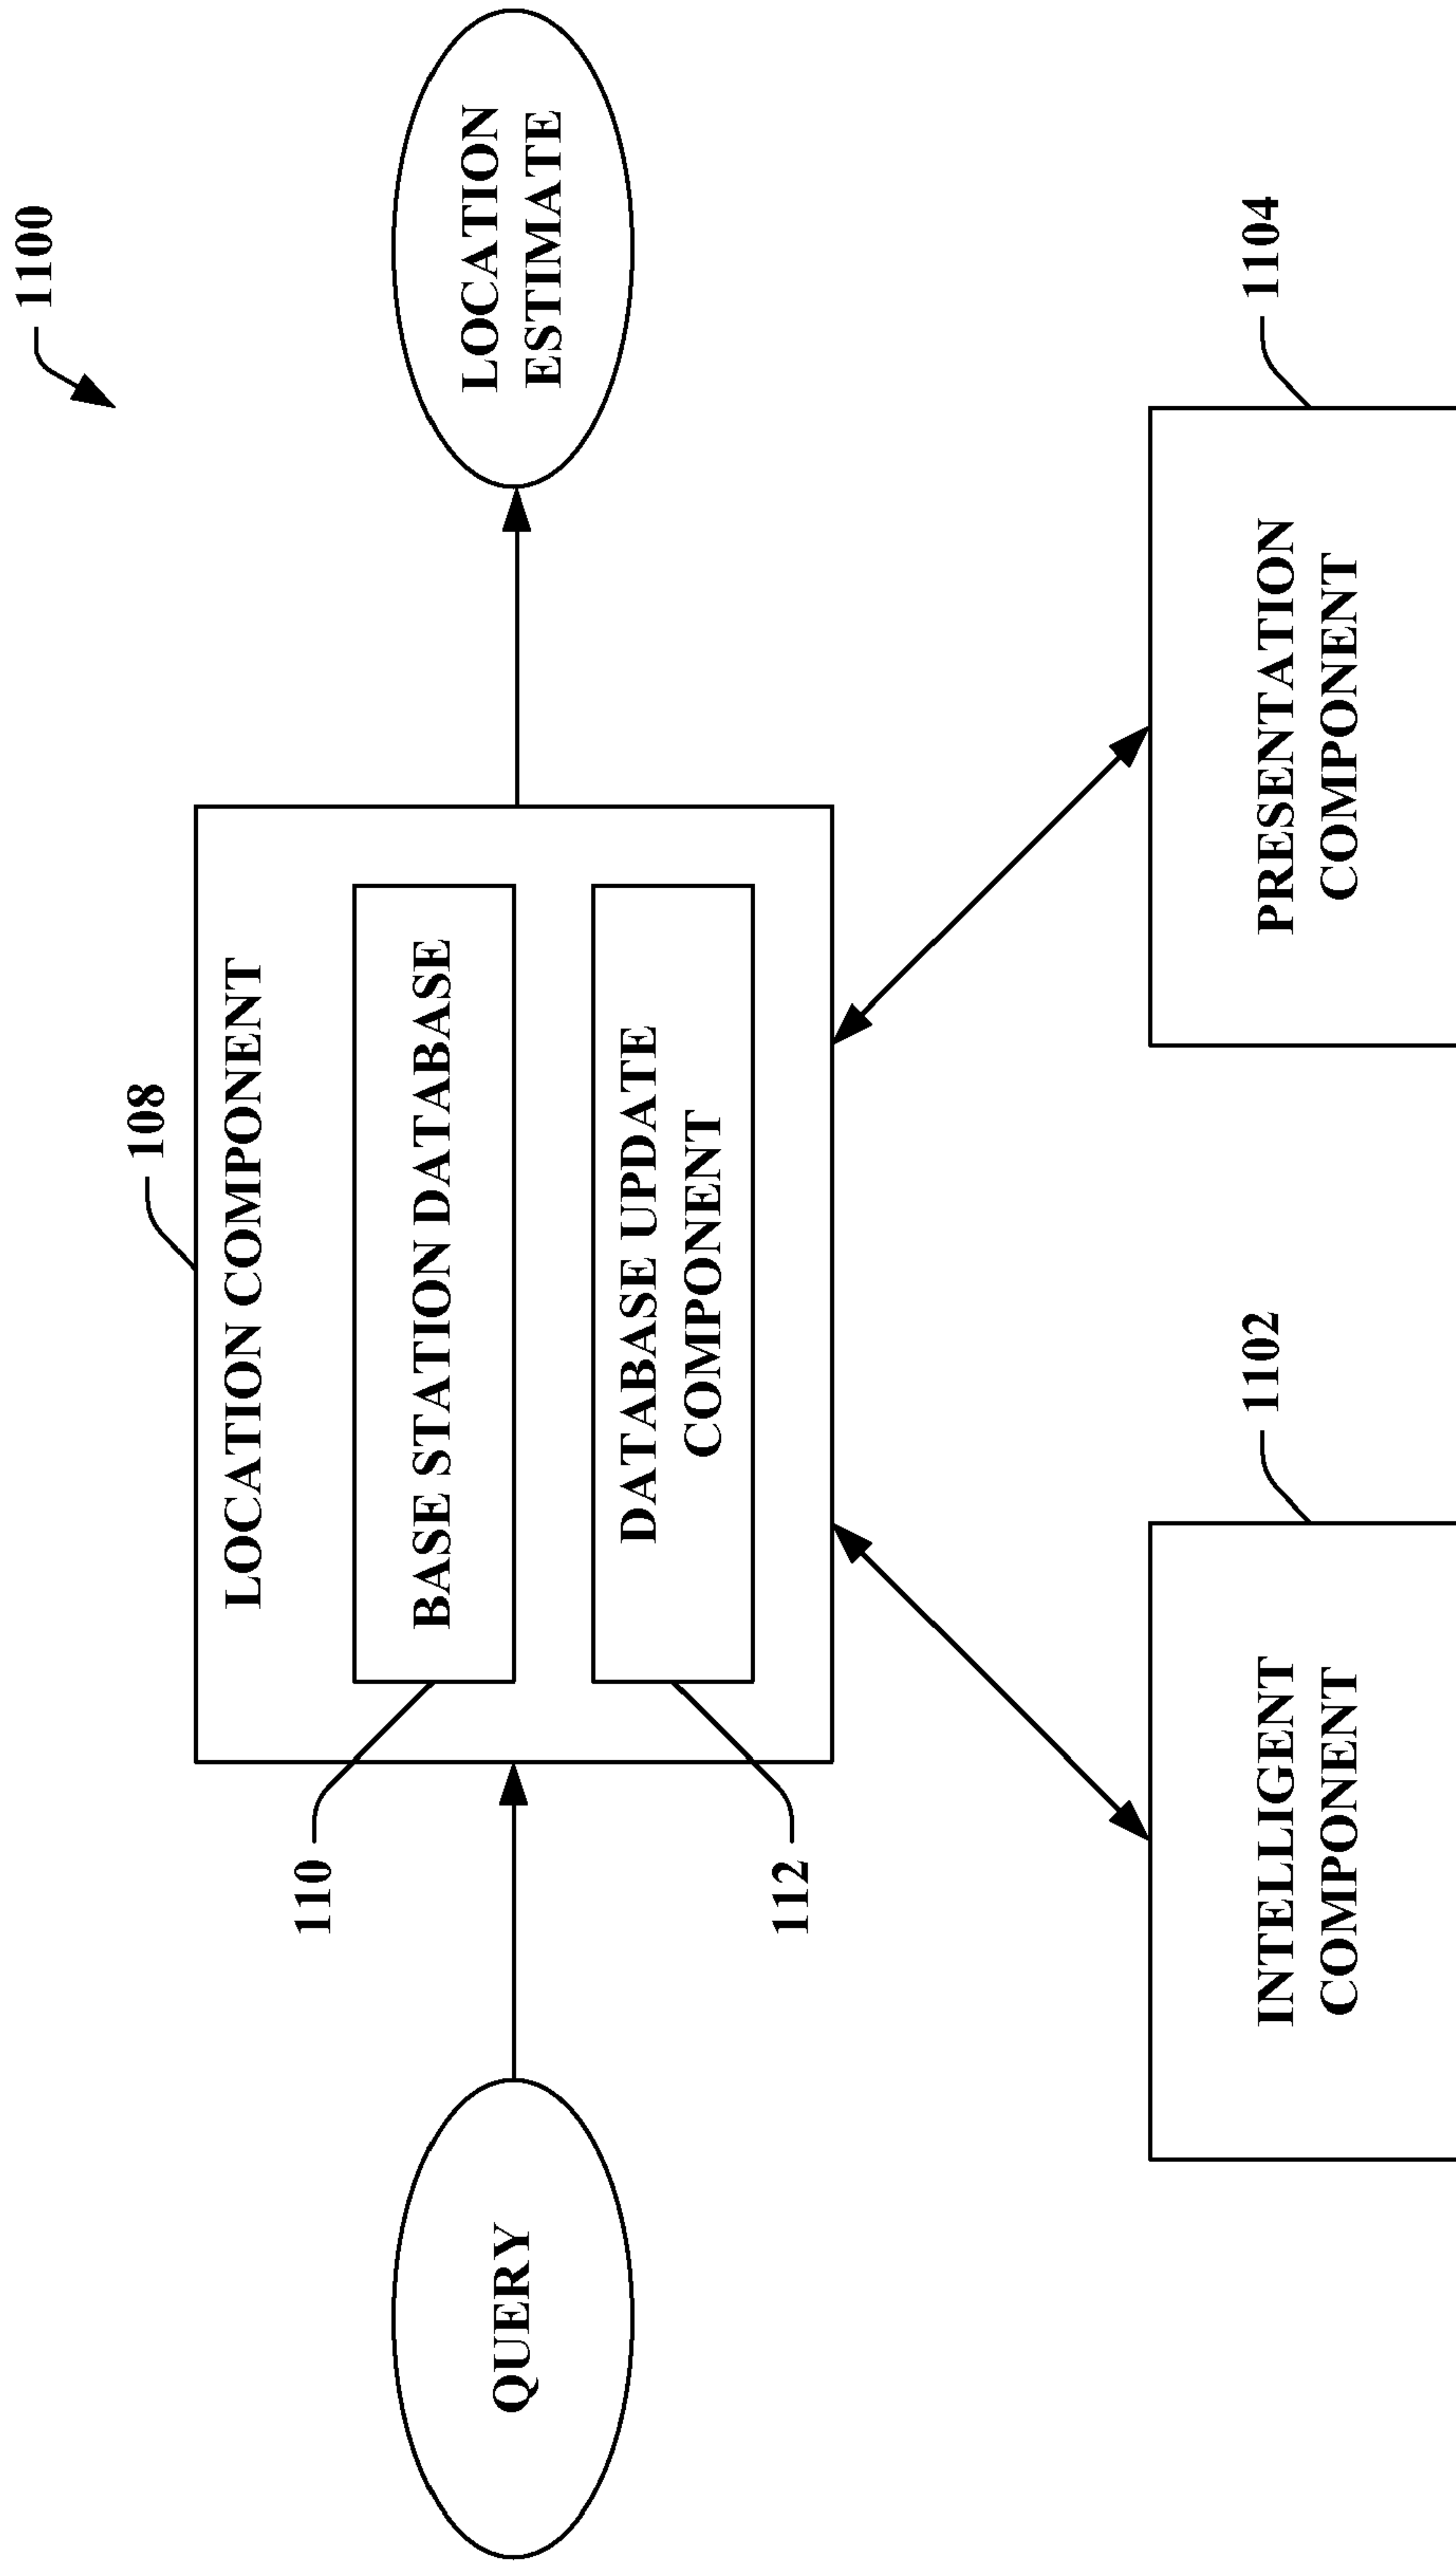 1100
108
LOCATION COMPONENT
110
BASE STATION DATABASE
QUERY
LOCATION
ESTIMATE
DATABASE UPDATE
COMPONENT
112
1102
1104
INTELLIGENT
COMPONENT
PRESENTATION
COMPONENT